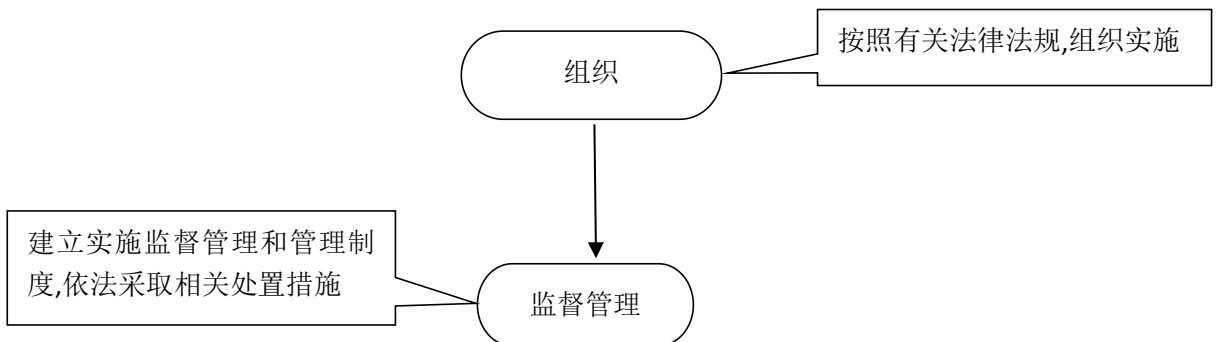 按照有关法律法规,组织实施
组织
建立实施监督管理和管理制
度,依法采取相关处置措施
监督管理